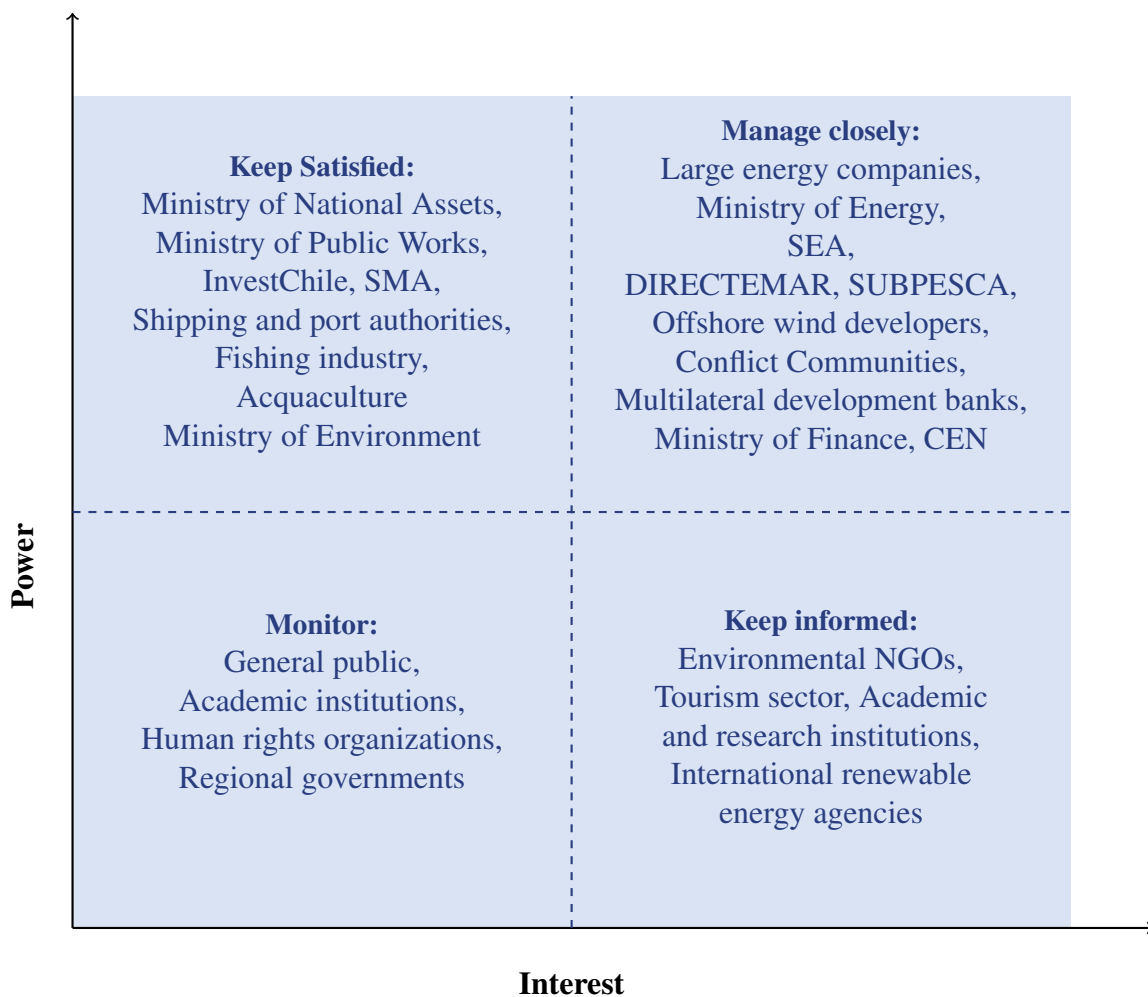 Power
Keep Satisfied:
Ministry of National Assets,
Ministry of Public Works,
InvestChile, SMA,
Shipping and port authorities,
Fishing industry,
Acquaculture
Ministry of Environment
Manage closely:
Large energy companies,
Ministry of Energy,
SEA,
DIRECTEMAR, SUBPESCA,
Offshore wind developers,
Conflict Communities,
Multilateral development banks,
Ministry of Finance, CEN
Monitor:
General public,
Academic institutions,
Human rights organizations,
Regional governments
Keep informed:
Environmental NGOs,
Tourism sector, Academic
and research institutions,
International renewable
energy agencies
Interest